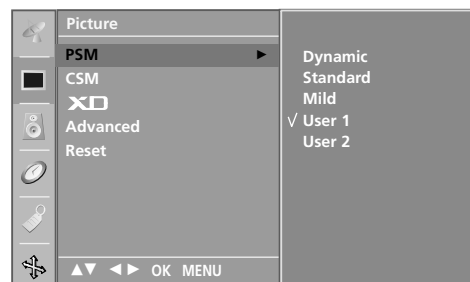 Picture
PSM ►
CSM
XD
Advanced
Reset
▲▼ ◄► OK MENU
Dynamic
Standard
Mild
√ User 1
User 2